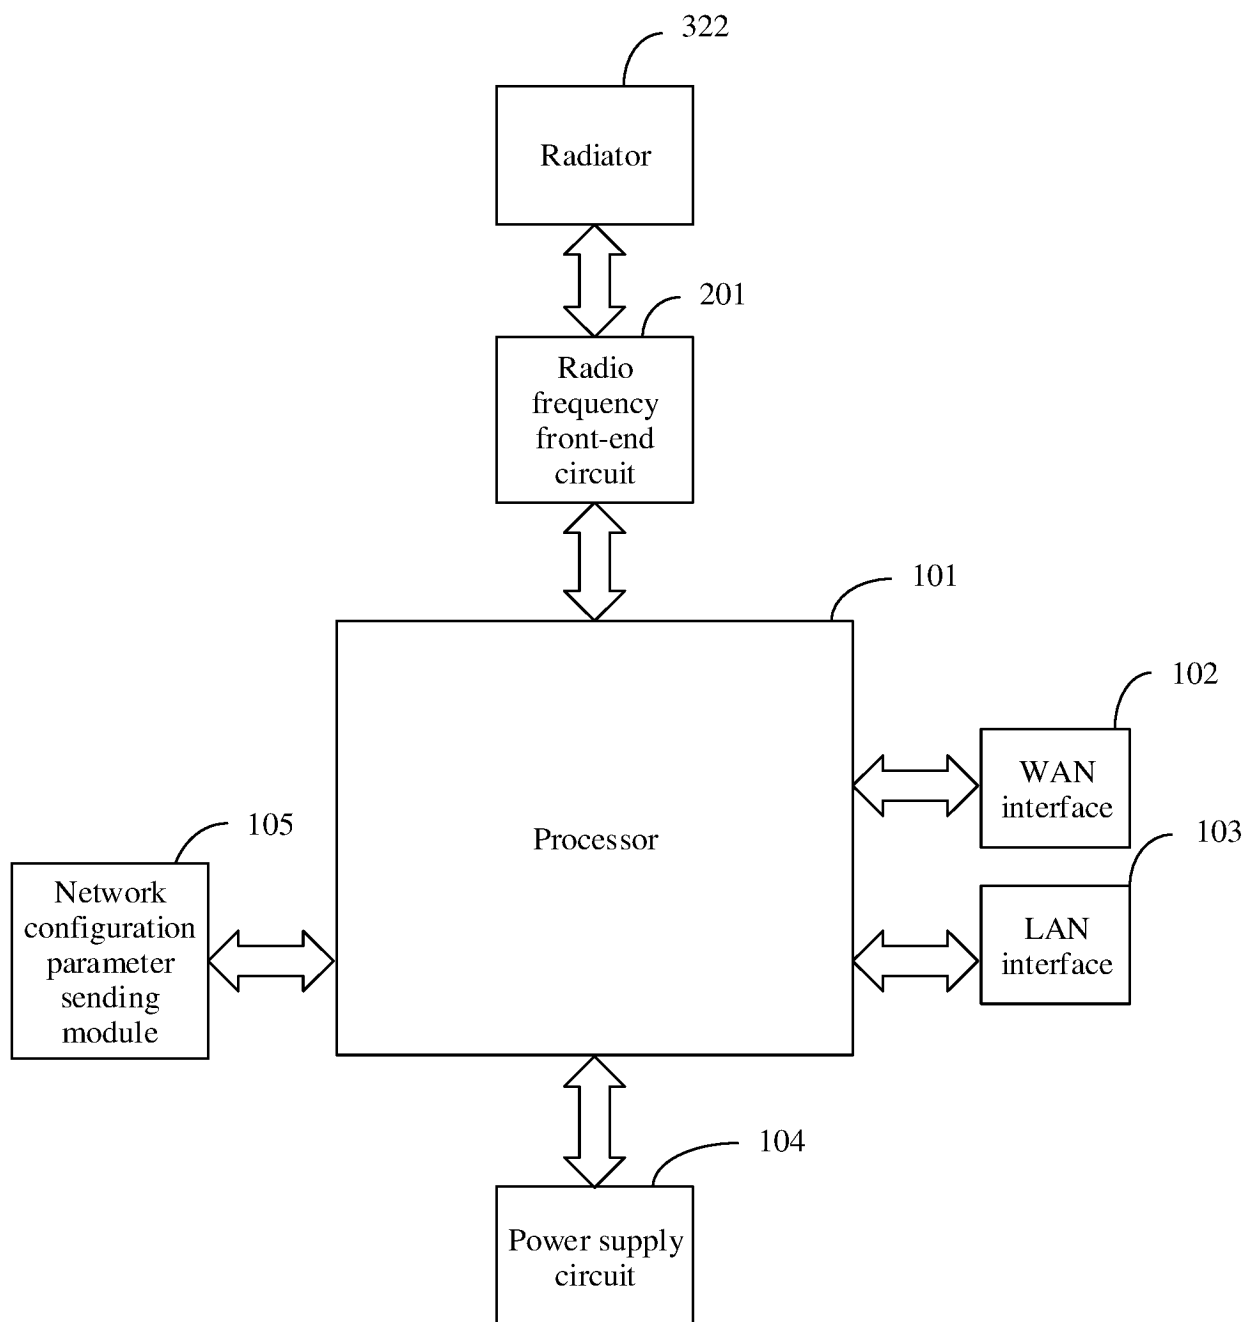 322
Radiator
201
Radio
frequency
front-end
circuit
101
102
WAN
interface
Processor
105
103
Network
configuration
parameter
sending
module
LAN
interface
104
Power supply
circuit